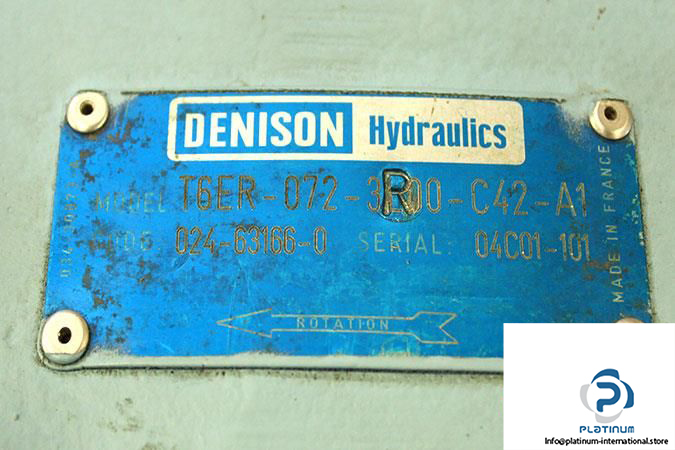 DENISON Hydraulics
MODEL T6ER-072-3R00-C42-A1
024-63166-0 SERIAL: 04C01-101
ROTATION
MADE IN FRANCE
P
PLATINUM
Info@platinum-international.store